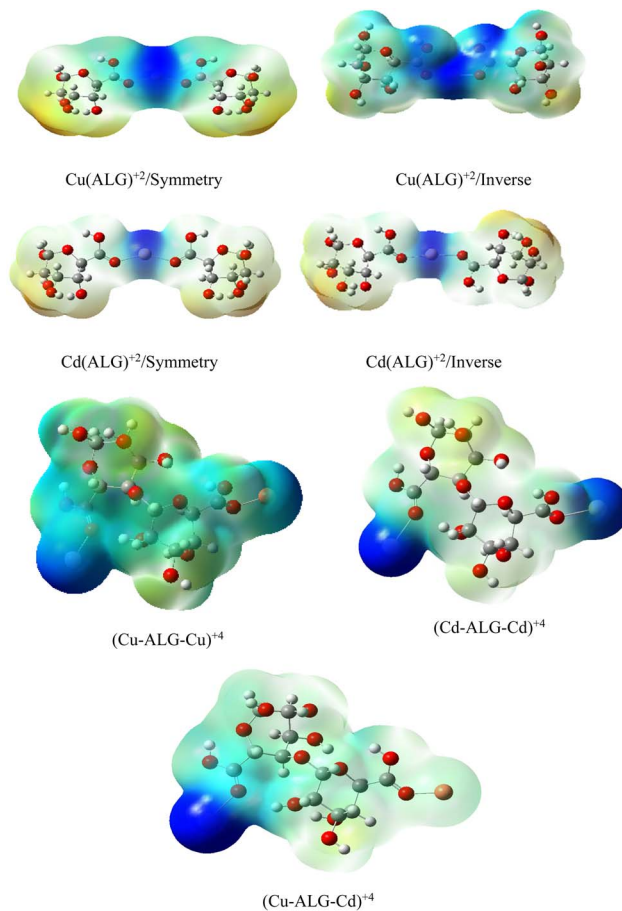 Cu(ALG)⁺²/Symmetry
Cu(ALG)⁺²/Inverse
Cd(ALG)⁺²/Symmetry
Cd(ALG)⁺²/Inverse
(Cu-ALG-Cu)⁺⁴
(Cd-ALG-Cd)⁺⁴
(Cu-ALG-Cd)⁺⁴